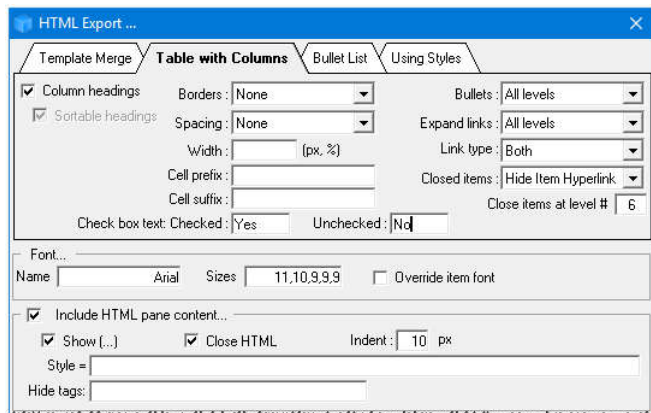 HTML Export ...
Template Merge Table with Columns Bullet List Using Styles
Column headings Borders : None Bullets : All levels
Sortable headings Spacing : None Expand links : All levels
Width : (px, %) Link type : Both
Cell prefix : Closed items : Hide Item Hyperlink
Cell suffix : Close items at level # 6
Check box text: Checked : Yes Unchecked : No
Font...
Name Arial Sizes 11,10,9,9,9 Override item font
Include HTML pane content...
Show (...) Close HTML Indent : 10 px
Style =
Hide tags: